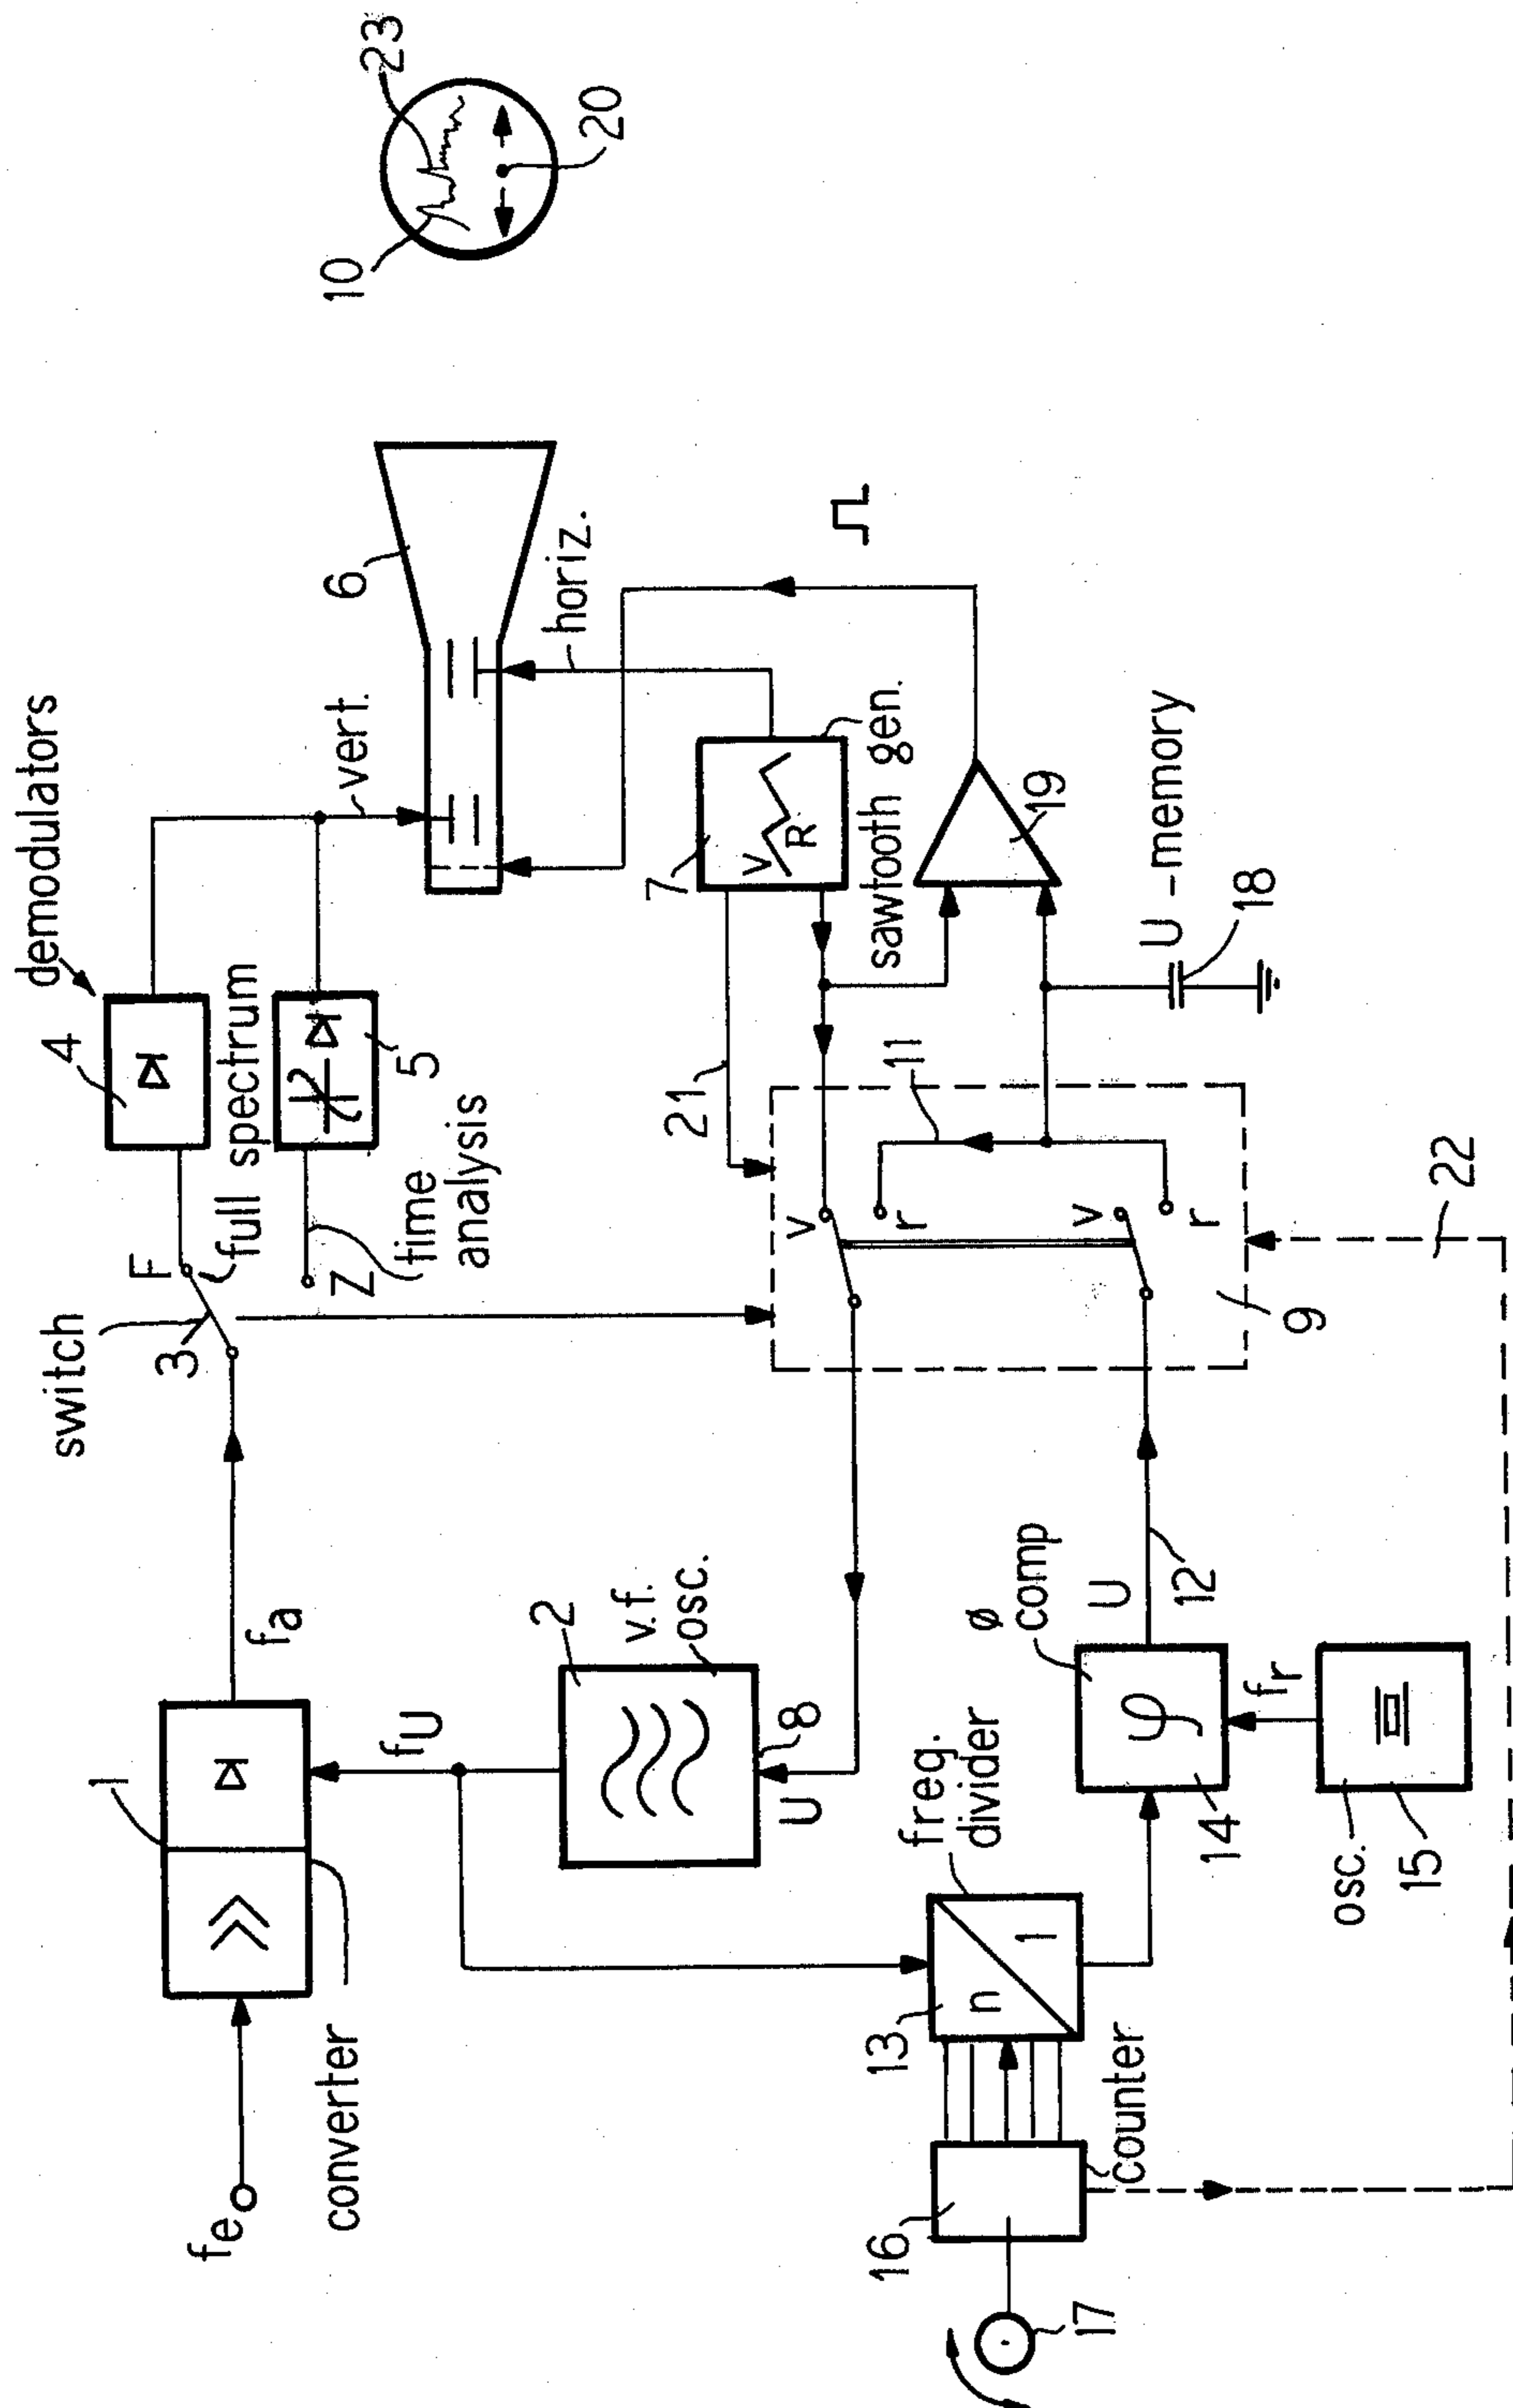 demodulators
switch
3
F
4
full spectrum
Z
time
analysis
5
vert.
6
horiz.
10
23
20
fe
converter
1
fa
fU
2
v.f.
osc.
U
8
21
7
V
R
sawtooth gen.
v
r
11
v
r
9
19
U - memory
18
freq.
divider
13
n
1
16
counter
17
ø
comp
φ
14
U
12
fr
osc.
15
22